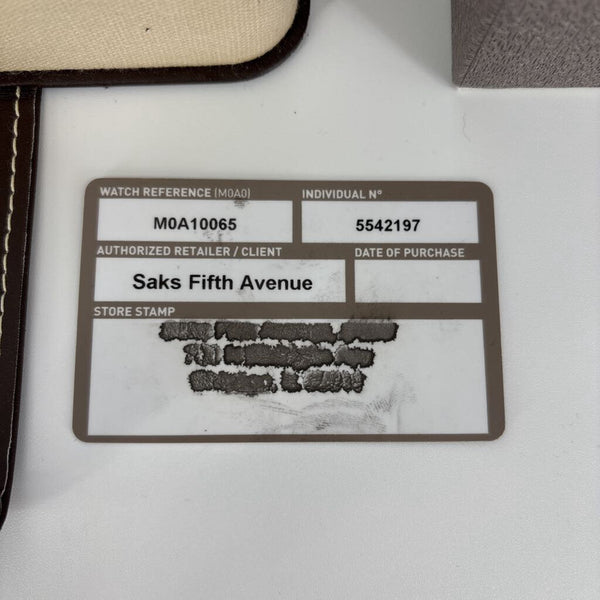 WATCH REFERENCE (M0A0) INDIVIDUAL N°
M0A10065 5542197
AUTHORIZED RETAILER / CLIENT DATE OF PURCHASE
Saks Fifth Avenue
STORE STAMP